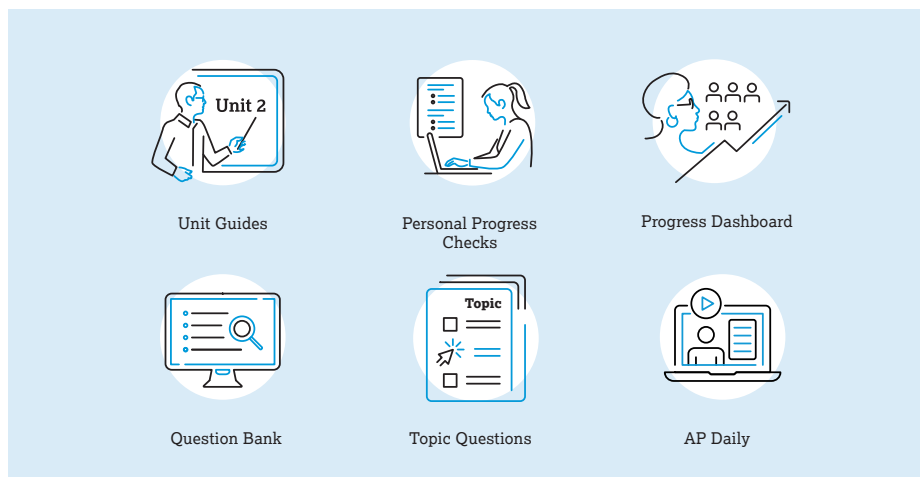 Unit 2
Unit Guides
Personal Progress
Checks
Progress Dashboard
Topic
Question Bank
Topic Questions
AP Daily